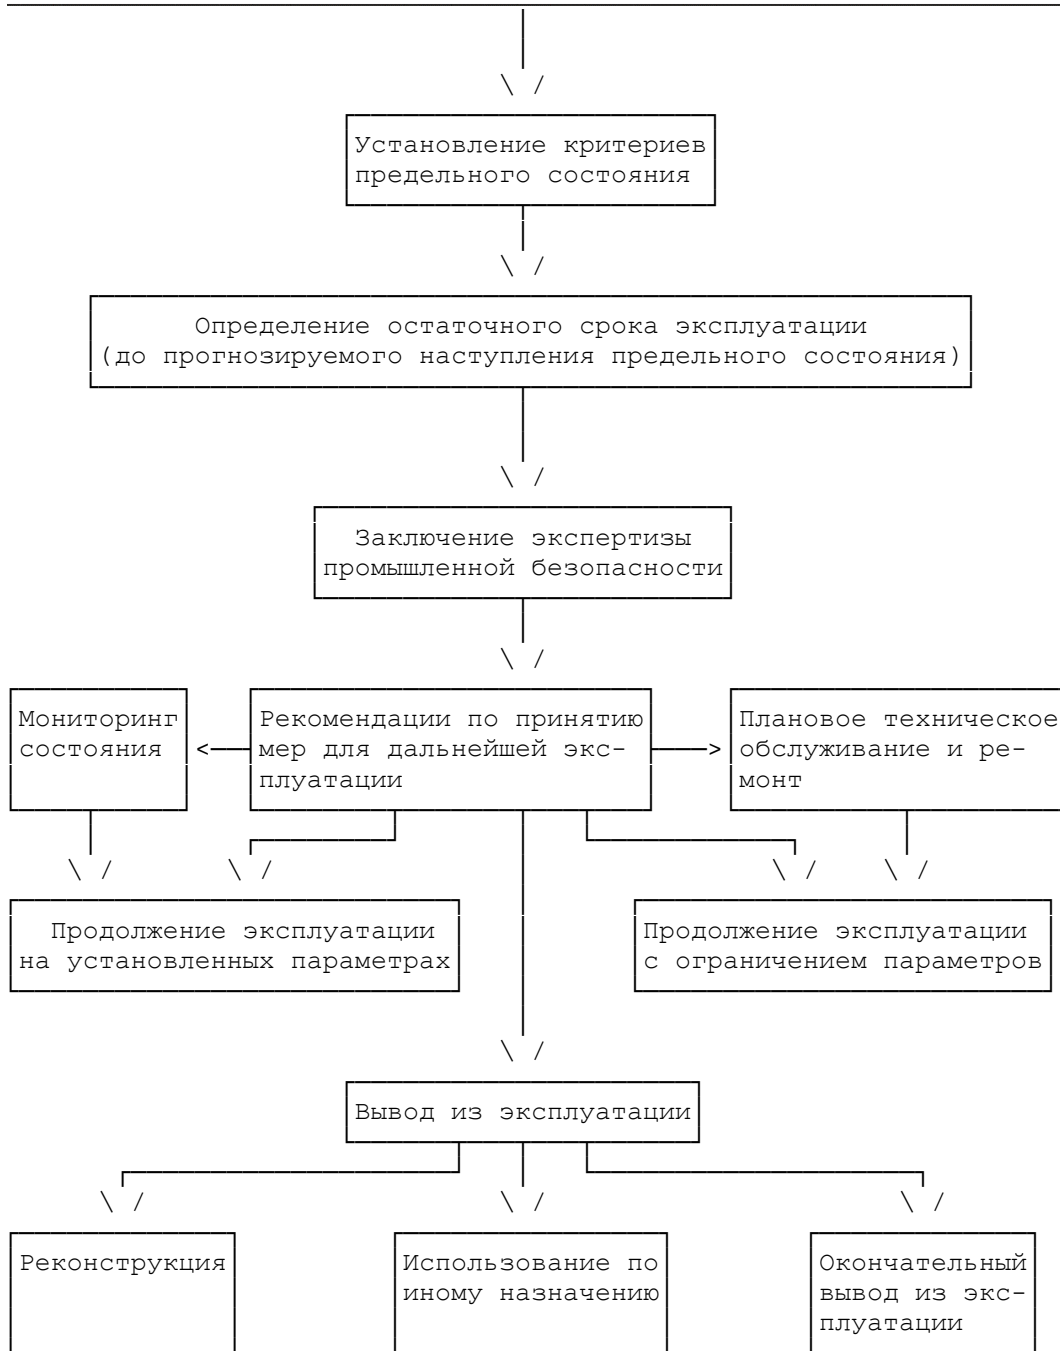 Установление критериев
предельного состояния
Определение остаточного срока эксплуатации
(до прогнозируемого наступления предельного состояния)
Заключение экспертизы
промышленной безопасности
Мониторинг
состояния
Рекомендации по принятию
мер для дальнейшей экс-
плуатации
Плановое техническое
обслуживание и ре-
монт
Продолжение эксплуатации
на установленных параметрах
Продолжение эксплуатации
с ограничением параметров
Вывод из эксплуатации
Реконструкция
Использование по
иному назначению
Окончательный
вывод из экс-
плуатации